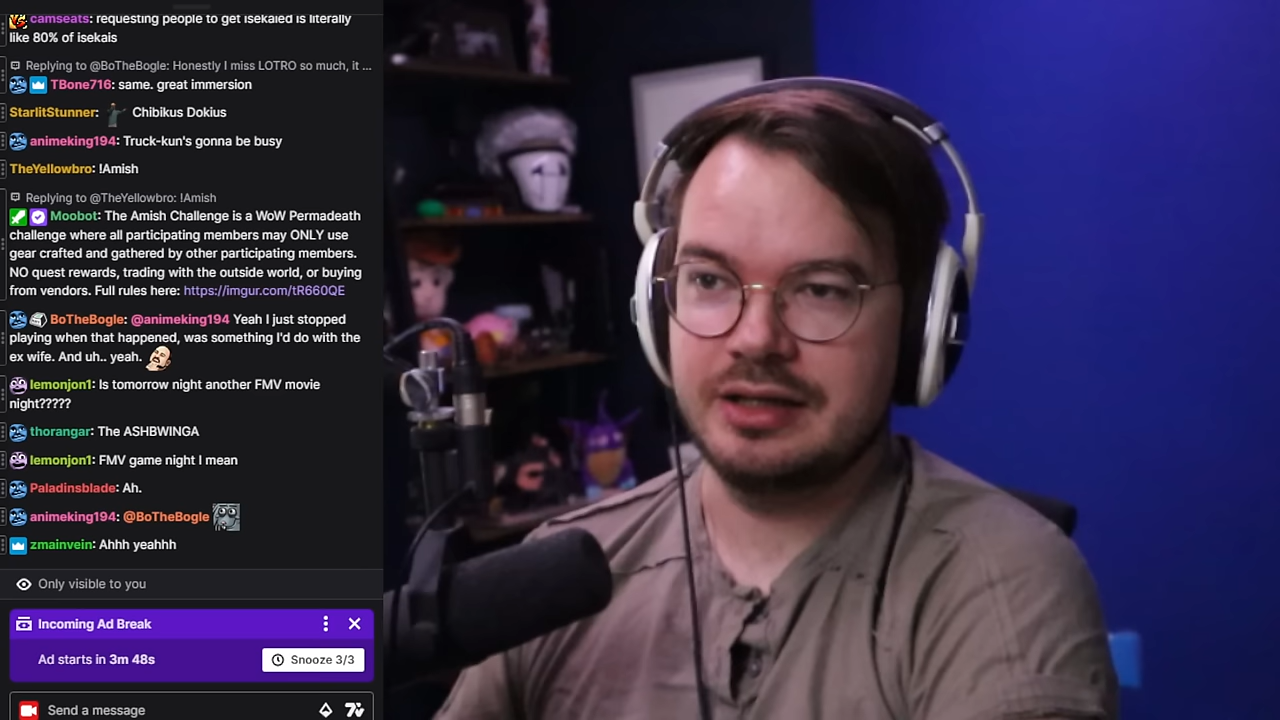 camseats: requesting people to get isekaied is literally
like 80% of isekais
Replying to @BoTheBogle: Honestly I miss LOTRO so much, it ...
TBone716: same. great immersion
StarlitStunner: Chibikus Dokius
animeking194: Truck-kun's gonna be busy
TheYellowbro: !Amish
Replying to @TheYellowbro: !Amish
Moobot: The Amish Challenge is a WoW Permadeath
challenge where all participating members may ONLY use
gear crafted and gathered by other participating members.
NO quest rewards, trading with the outside world, or buying
from vendors. Full rules here: https://imgur.com/tR660QE
BoTheBogle: @animeking194 Yeah I just stopped
playing when that happened, was something I'd do with the
ex wife. And uh.. yeah.
lemonjon1: Is tomorrow night another FMV movie
night?????
thorangar: The ASHBWINGA
lemonjon1: FMV game night I mean
Paladinsblade: Ah.
animeking194: @BoTheBogle
zmainvein: Ahhh yeahhh
Only visible to you
Incoming Ad Break
Ad starts in 3m 48s
Snooze 3/3
Send a message